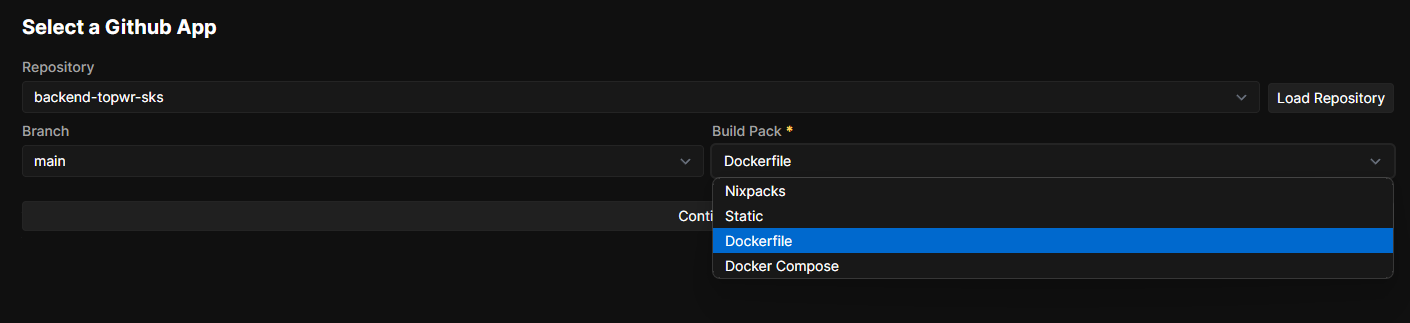 Select a Github App
Repository
backend-topwr-sks
Load Repository
Branch
Build Pack *
main
Dockerfile
Nixpacks
Conti
Static
Dockerfile
Docker Compose